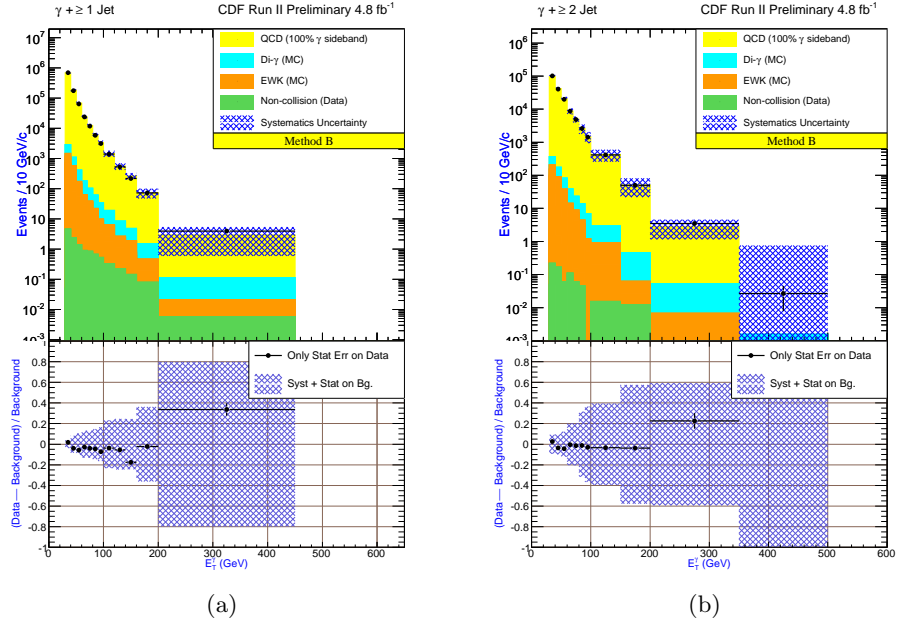 γ + ≥ 1 Jet CDF Run II Preliminary 4.8 fb⁻¹
Events / 10 GeV/c
10⁷
10⁶
10⁵
10⁴
10³
10²
10
1
10⁻¹
10⁻²
10⁻³
QCD (100% γ sideband)
Di-γ (MC)
EWK (MC)
Non-collision (Data)
Systematics Uncertainty
Method B
(Data — Background) / Background
1
0.8
0.6
0.4
0.2
0
-0.2
-0.4
-0.6
-0.8
-1
Only Stat Err on Data
Syst + Stat on Bg.
0 100 200 300 400 500 600
E_T^γ (GeV)
(a)
γ + ≥ 2 Jet CDF Run II Preliminary 4.8 fb⁻¹
Events / 10 GeV/c
10⁶
10⁵
10⁴
10³
10²
10
1
10⁻¹
10⁻²
10⁻³
QCD (100% γ sideband)
Di-γ (MC)
EWK (MC)
Non-collision (Data)
Systematics Uncertainty
Method B
(Data — Background) / Background
1
0.8
0.6
0.4
0.2
0
-0.2
-0.4
-0.6
-0.8
-1
Only Stat Err on Data
Syst + Stat on Bg.
0 100 200 300 400 500 600
E_T^γ (GeV)
(b)